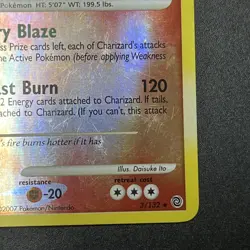 Pokémon HT: 5'07" WT: 199.5 lbs.
ry Blaze
ss Prize cards left, each of Charizard's attacks
e Active Pokémon (before applying Weakness
st Burn 120
2 Energy cards attached to Charizard. If tails,
tached to Charizard. (If you can't, this attack
's fire burns hotter if it has
Illus. Daisuke Ito
resistance retreat cost
-20
©2007 Pokémon/Nintendo
3/132 ★